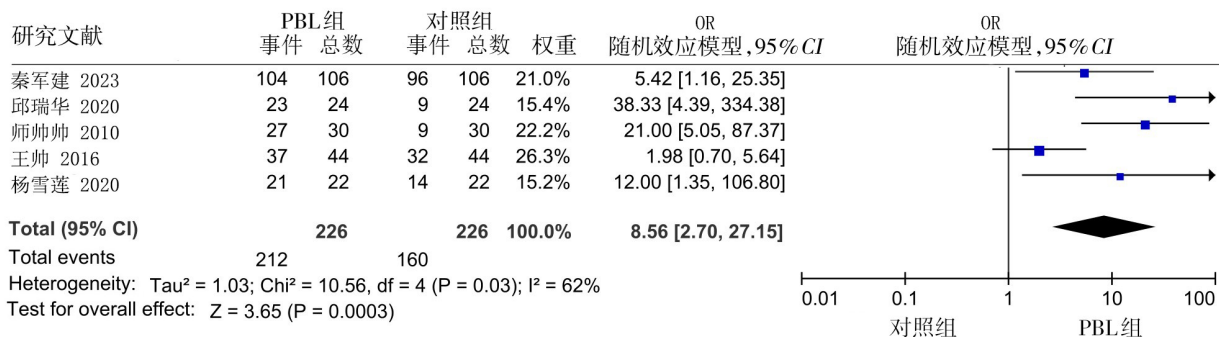 PBL组 对照组 OR OR
研究文献 事件 总数 事件 总数 权重 随机效应模型,95%CI 随机效应模型,95%CI
秦军建 2023 104 106 96 106 21.0% 5.42 [1.16, 25.35]
邱瑞华 2020 23 24 9 24 15.4% 38.33 [4.39, 334.38]
师帅帅 2010 27 30 9 30 22.2% 21.00 [5.05, 87.37]
王帅 2016 37 44 32 44 26.3% 1.98 [0.70, 5.64]
杨雪莲 2020 21 22 14 22 15.2% 12.00 [1.35, 106.80]
Total (95% CI) 226 226 100.0% 8.56 [2.70, 27.15]
Total events 212 160
Heterogeneity: Tau² = 1.03; Chi² = 10.56, df = 4 (P = 0.03); I² = 62%
Test for overall effect: Z = 3.65 (P = 0.0003)
0.01 0.1 1 10 100
对照组 PBL组